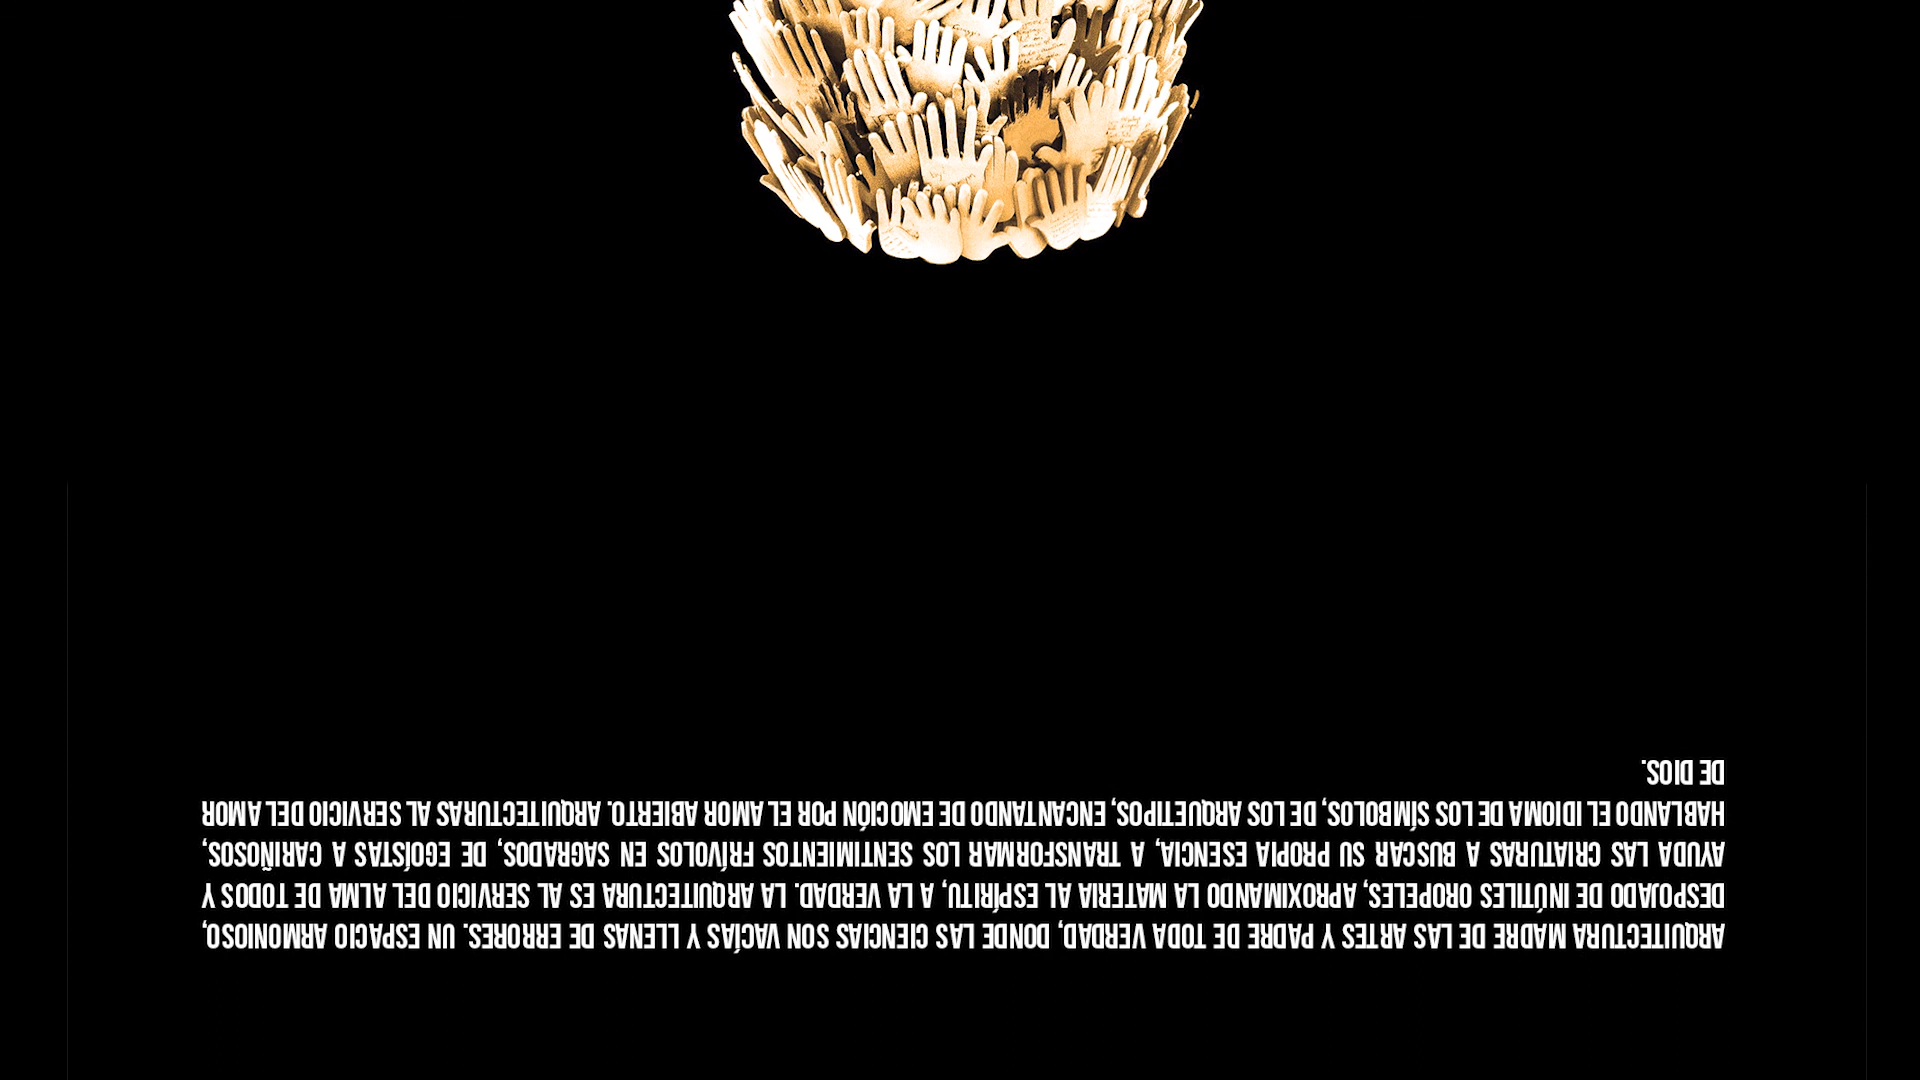 ARQUITECTURA MADRE DE LAS ARTES Y PADRE DE TODA VERDAD, DONDE LAS CIENCIAS SON VACÍAS Y LLENAS DE ERRORES. UN ESPACIO ARMONIOSO,
DESPOJADO DE INÚTILES OROPELES, APROXIMANDO LA MATERIA AL ESPÍRITU, A LA VERDAD. LA ARQUITECTURA ES AL SERVICIO DEL ALMA DE TODOS Y
AYUDA LAS CRIATURAS A BUSCAR SU PROPIA ESENCIA, A TRANSFORMAR LOS SENTIMIENTOS FRÍVOLOS EN SAGRADOS, DE EGOÍSTAS A CARIÑOSOS,
HABLANDO EL IDIOMA DE LOS SÍMBOLOS, DE LOS ARQUETIPOS, ENCANTANDO DE EMOCIÓN POR EL AMOR ABIERTO. ARQUITECTURAS AL SERVICIO DEL AMOR
DE DIOS.